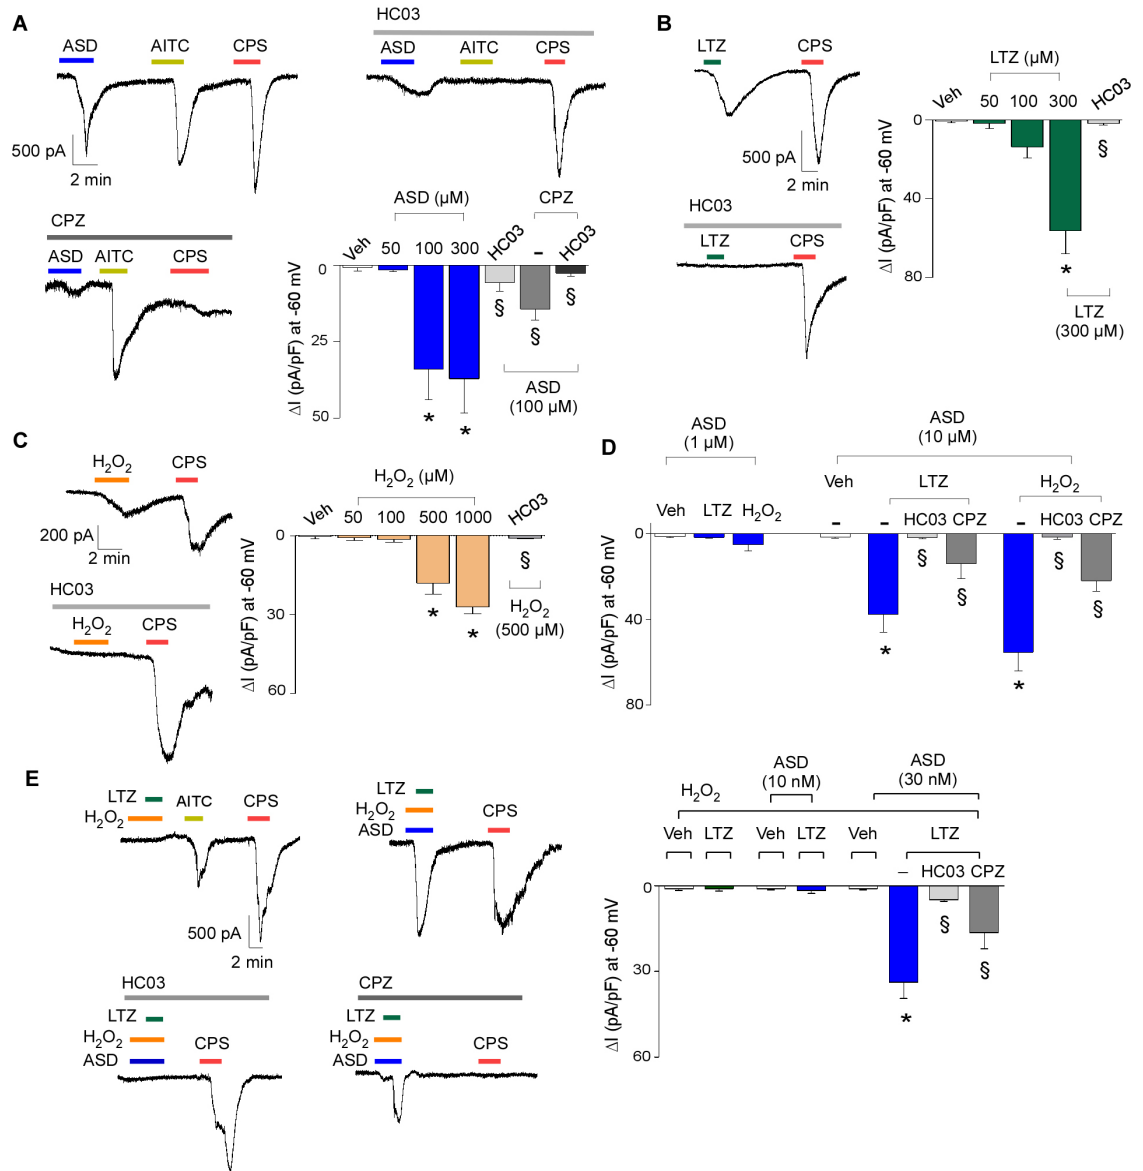 A
ASD AITC CPS
500 pA
2 min
HC03
ASD AITC CPS
CPZ
ASD AITC CPS
ASD (µM)
CPZ
Veh 50 100 300 HC03 – HC03
0
25
50
ΔI (pA/pF) at -60 mV
§ § §
* *
ASD
(100 µM)
B
LTZ CPS
500 pA
2 min
HC03
LTZ CPS
LTZ (µM)
Veh 50 100 300 HC03
0
40
80
ΔI (pA/pF) at -60 mV
§
*
LTZ
(300 µM)
C
H2O2 CPS
200 pA
2 min
HC03
H2O2 CPS
H2O2 (µM)
Veh 50 100 500 1000 HC03
0
30
60
ΔI (pA/pF) at -60 mV
§
* *
H2O2
(500 µM)
D
ASD
(1 µM)
ASD
(10 µM)
Veh LTZ H2O2
Veh LTZ H2O2
– – HC03 CPZ – HC03 CPZ
0
40
80
ΔI (pA/pF) at -60 mV
§ § § §
* *
E
LTZ
H2O2
AITC CPS
500 pA
2 min
LTZ
H2O2
ASD
CPS
HC03
LTZ
H2O2
ASD
CPS
CPZ
LTZ
H2O2
ASD
CPS
H2O2
ASD
(10 nM)
ASD
(30 nM)
Veh LTZ Veh LTZ Veh LTZ
– HC03 CPZ
0
30
60
ΔI (pA/pF) at -60 mV
§ §
*